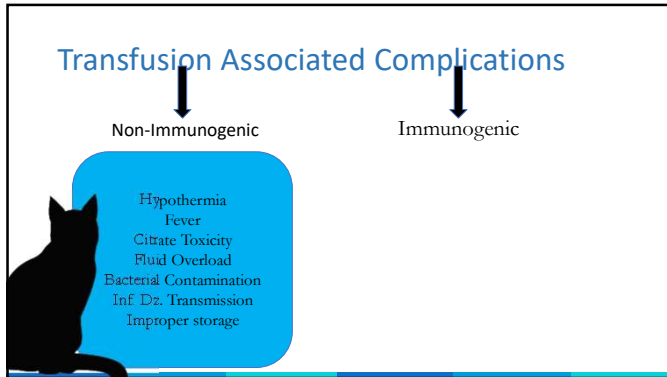 Transfusion Associated Complications
Non-Immunogenic
Immunogenic
Hypothermia
Fever
Citrate Toxicity
Fluid Overload
Bacterial Contamination
Inf. Dz. Transmission
Improper storage